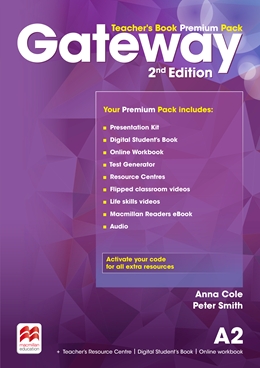 Teacher's Book Premium Pack
Gateway
2nd Edition
Your Premium Pack includes:
Presentation Kit
Digital Student's Book
Online Workbook
Test Generator
Resource Centres
Flipped classroom videos
Life skills videos
Macmillan Readers eBook
Audio
Activate your code
for all extra resources
Anna Cole
Peter Smith
macmillan
education
A2
+ Teacher's Resource Centre | Digital Student's Book | Online workbook